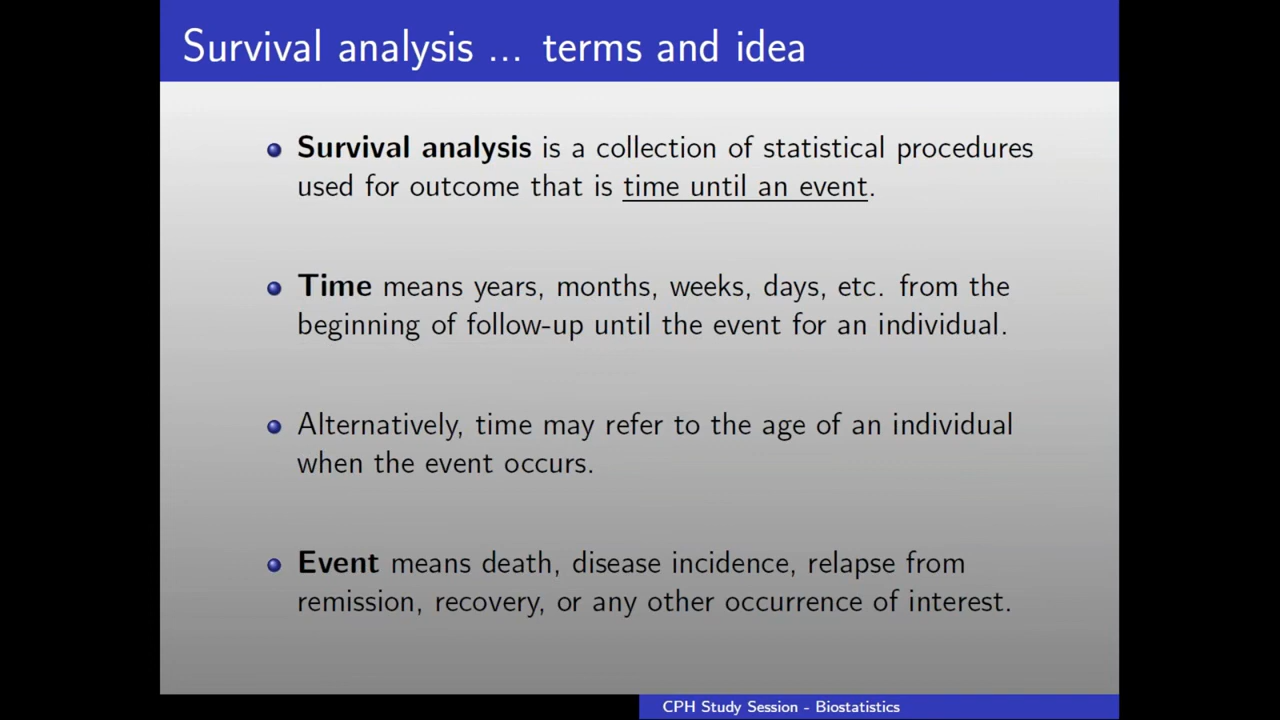 Survival analysis ... terms and idea
Survival analysis is a collection of statistical procedures
used for outcome that is time until an event.
Time means years, months, weeks, days, etc. from the
beginning of follow-up until the event for an individual.
Alternatively, time may refer to the age of an individual
when the event occurs.
Event means death, disease incidence, relapse from
remission, recovery, or any other occurrence of interest.
CPH Study Session - Biostatistics